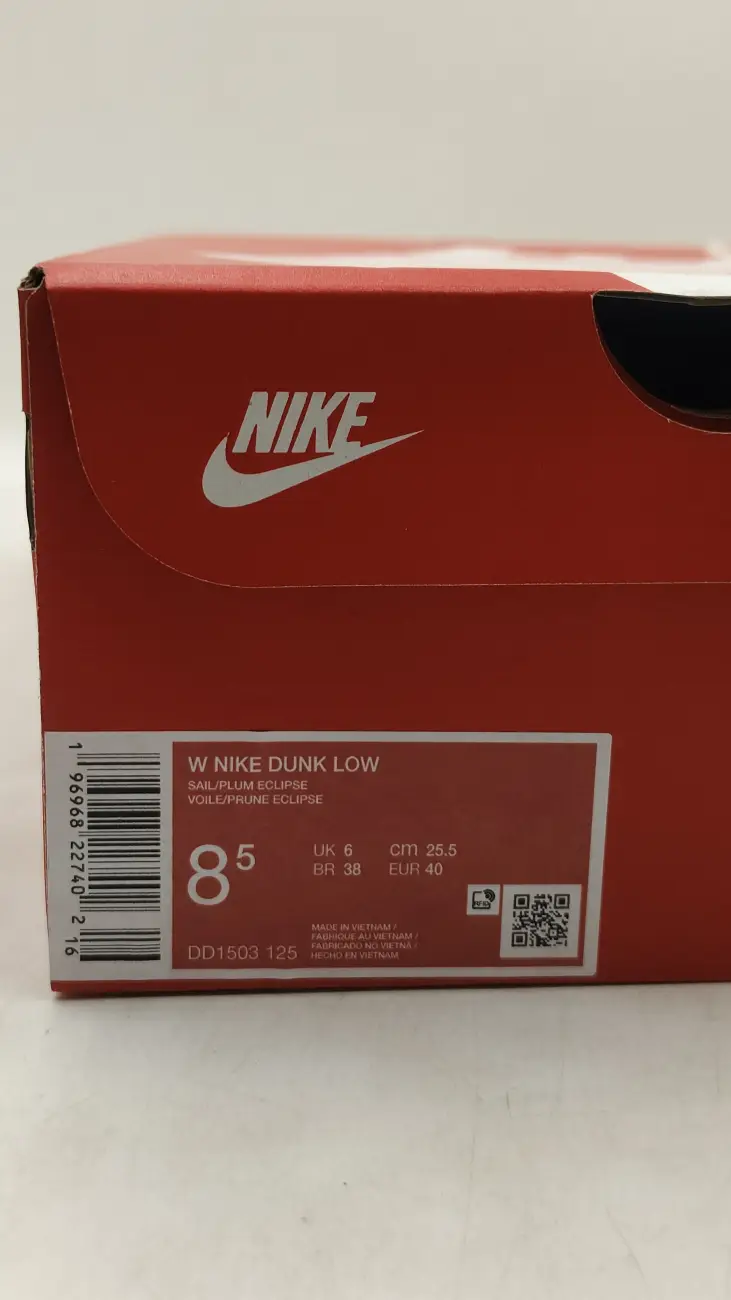 NIKE
W NIKE DUNK LOW
SAIL/PLUM ECLIPSE
VOILE/PRUNE ECLIPSE
8⁵
UK 6 cm 25.5
BR 38 EUR 40
RFID
DD1503 125
MADE IN VIETNAM /
FABRIQUÉ AU VIETNAM /
FABRICADO NO VIETNÃ /
HECHO EN VIETNAM
1 96968 22740 2 16